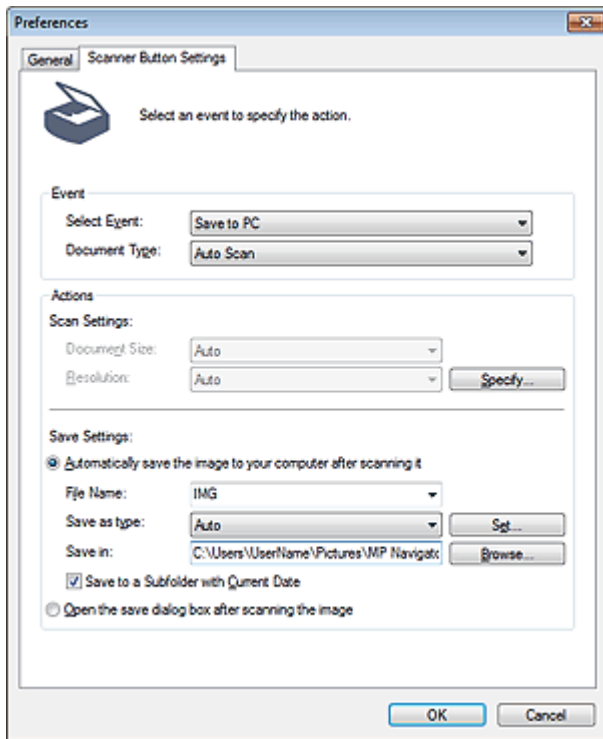 Preferences
General Scanner Button Settings
Select an event to specify the action.
Event
Select Event: Save to PC
Document Type: Auto Scan
Actions
Scan Settings:
Document Size: Auto
Resolution: Auto Specify...
Save Settings:
Automatically save the image to your computer after scanning it
File Name: IMG
Save as type: Auto Set...
Save in: C:\Users\UserName\Pictures\MP Navigato Browse...
Save to a Subfolder with Current Date
Open the save dialog box after scanning the image
OK Cancel